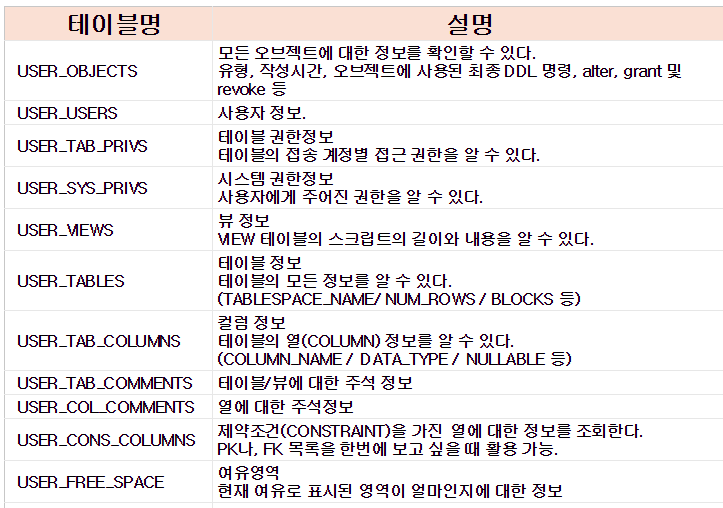 테이블명 설명
USER_OBJECTS
모든 오브젝트에 대한 정보를 확인할 수 있다.
유형, 작성시간, 오브젝트에 사용된 최종 DDL 명령, alter, grant 및
revoke 등
USER_USERS 사용자 정보.
USER_TAB_PRIVS
테이블 권한정보
테이블의 접송 계정별 접근 권한을 알 수 있다.
USER_SYS_PRIVS
시스템 권한정보
사용자에게 주어진 권한을 알 수 있다.
USER_VIEWS
뷰 정보
VIEW 테이블의 스크립트의 길이와 내용을 알 수 있다.
USER_TABLES
테이블 정보
테이블의 모든 정보를 알 수 있다.
(TABLESPACE_NAME/ NUM_ROWS / BLOCKS 등)
USER_TAB_COLUMNS
컬럼 정보
테이블의 열(COLUMN) 정보를 알 수 있다.
(COLUMN_NAME / DATA_TYPE / NULLABLE 등)
USER_TAB_COMMENTS 테이블/뷰에 대한 주석 정보
USER_COL_COMMENTS 열에 대한 주석정보
USER_CONS_COLUMNS
제약조건(CONSTRAINT)을 가진 열에 대한 정보를 조회한다.
PK나, FK 목록을 한번에 보고 싶을 때 활용 가능.
USER_FREE_SPACE
여유영역
현재 여유로 표시된 영역이 얼마인지에 대한 정보